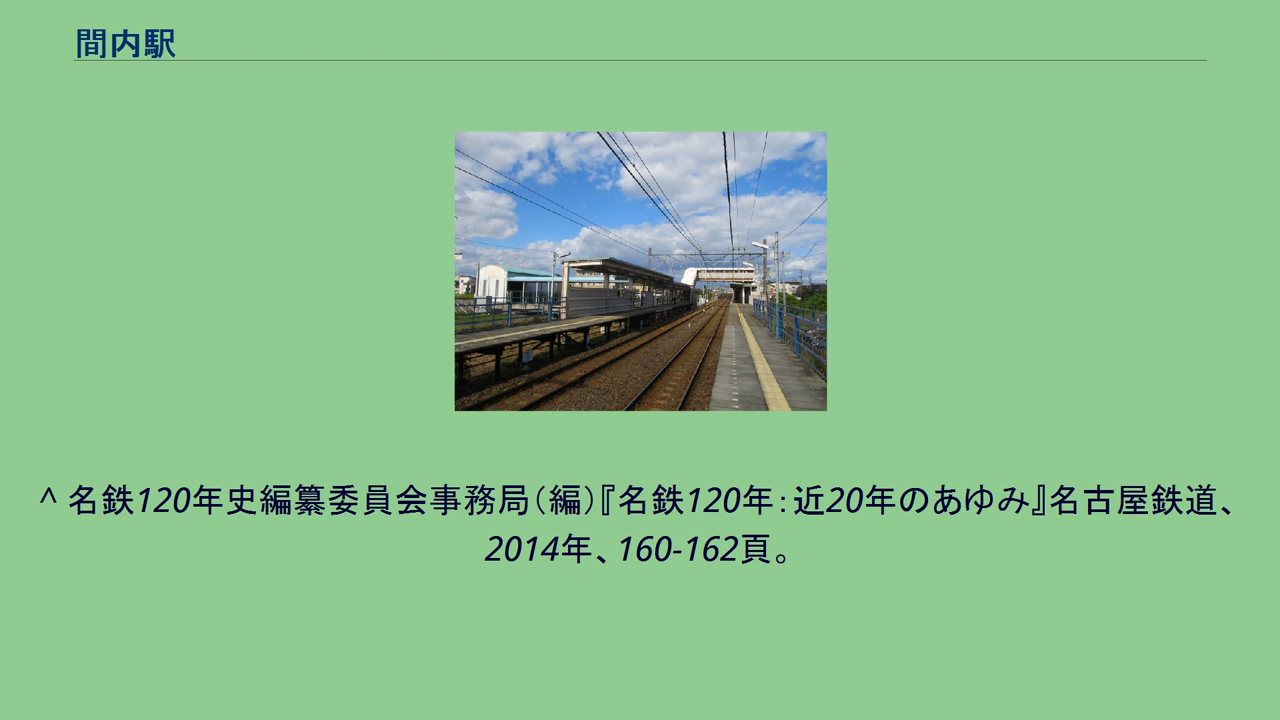 間内駅
^ 名鉄120年史編纂委員会事務局（編）『名鉄120年：近20年のあゆみ』名古屋鉄道、
2014年、160-162頁。